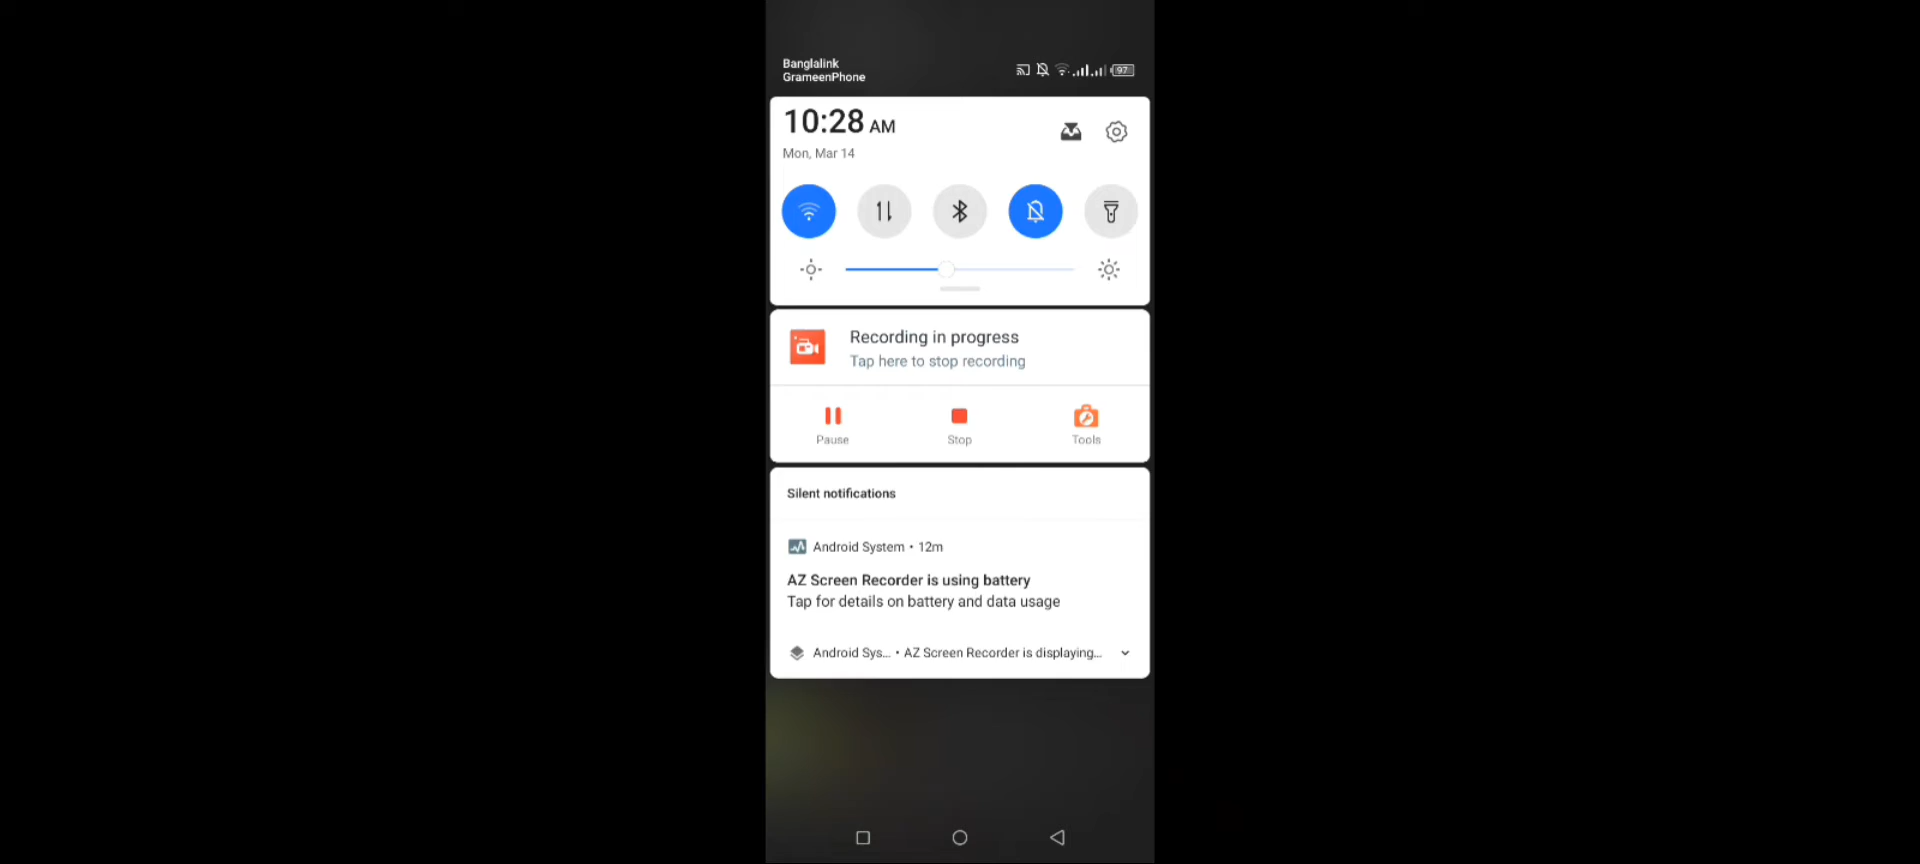 Banglalink
GrameenPhone
97
10:28 AM
Mon, Mar 14
Recording in progress
Tap here to stop recording
Pause
Stop
Tools
Silent notifications
Android System • 12m
AZ Screen Recorder is using battery
Tap for details on battery and data usage
Android Sys... • AZ Screen Recorder is displaying...